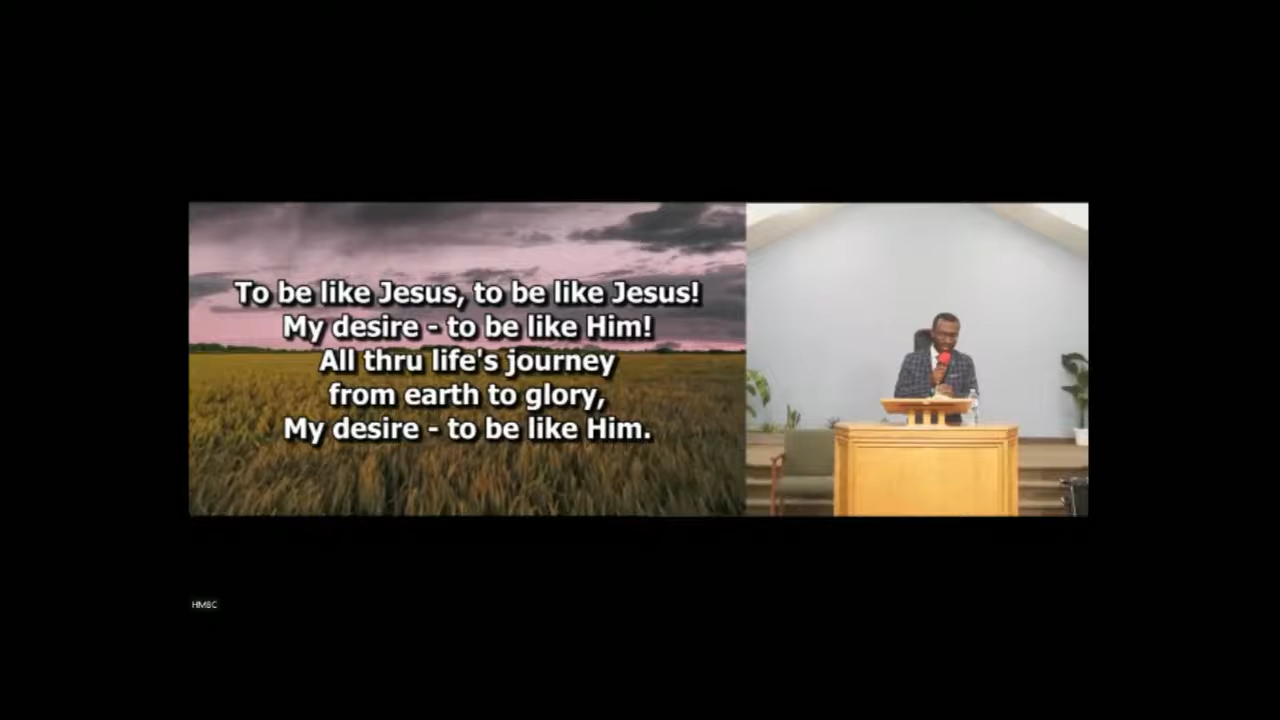 To be like Jesus, to be like Jesus!
My desire - to be like Him!
All thru life's journey
from earth to glory,
My desire - to be like Him.
HMBC